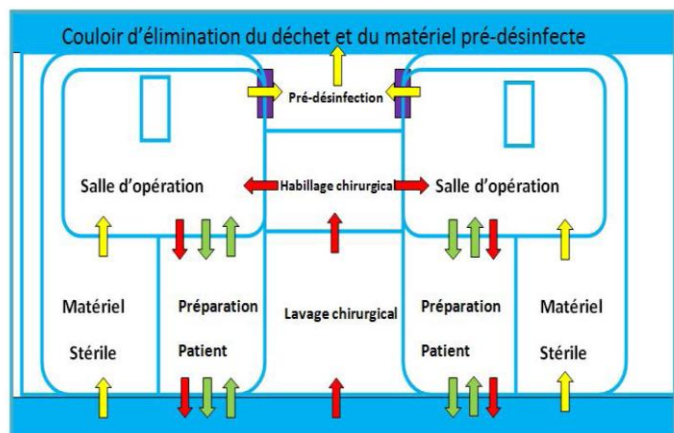 Couloir d'élimination du déchet et du matériel pré-désinfecte
Pré-désinfection
Salle d'opération
Habillage chirurgical
Salle d'opération
Matériel
Stérile
Préparation
Patient
Lavage chirurgical
Préparation
Patient
Matériel
Stérile